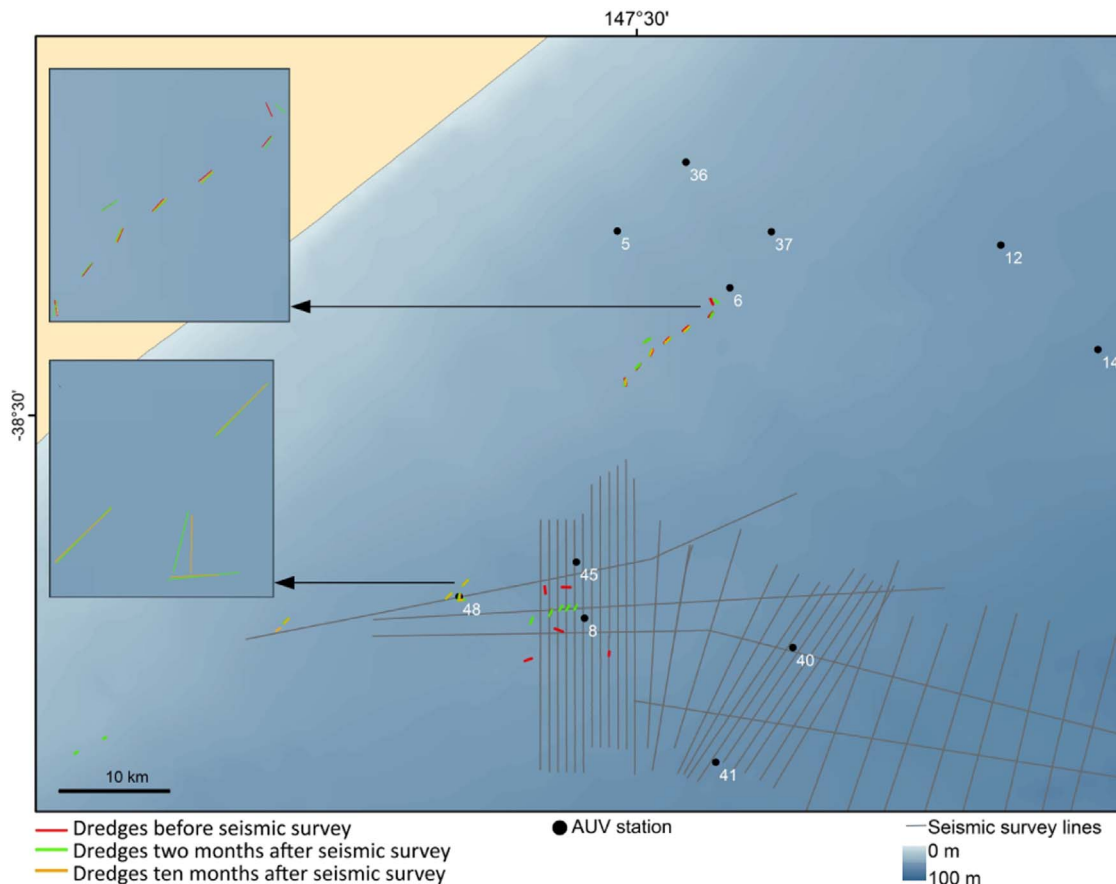 147°30'
36
5
37
12
6
14
-38°30'
45
48
8
40
41
10 km
Dredges before seismic survey
Dredges two months after seismic survey
Dredges ten months after seismic survey
AUV station
Seismic survey lines
0 m
100 m